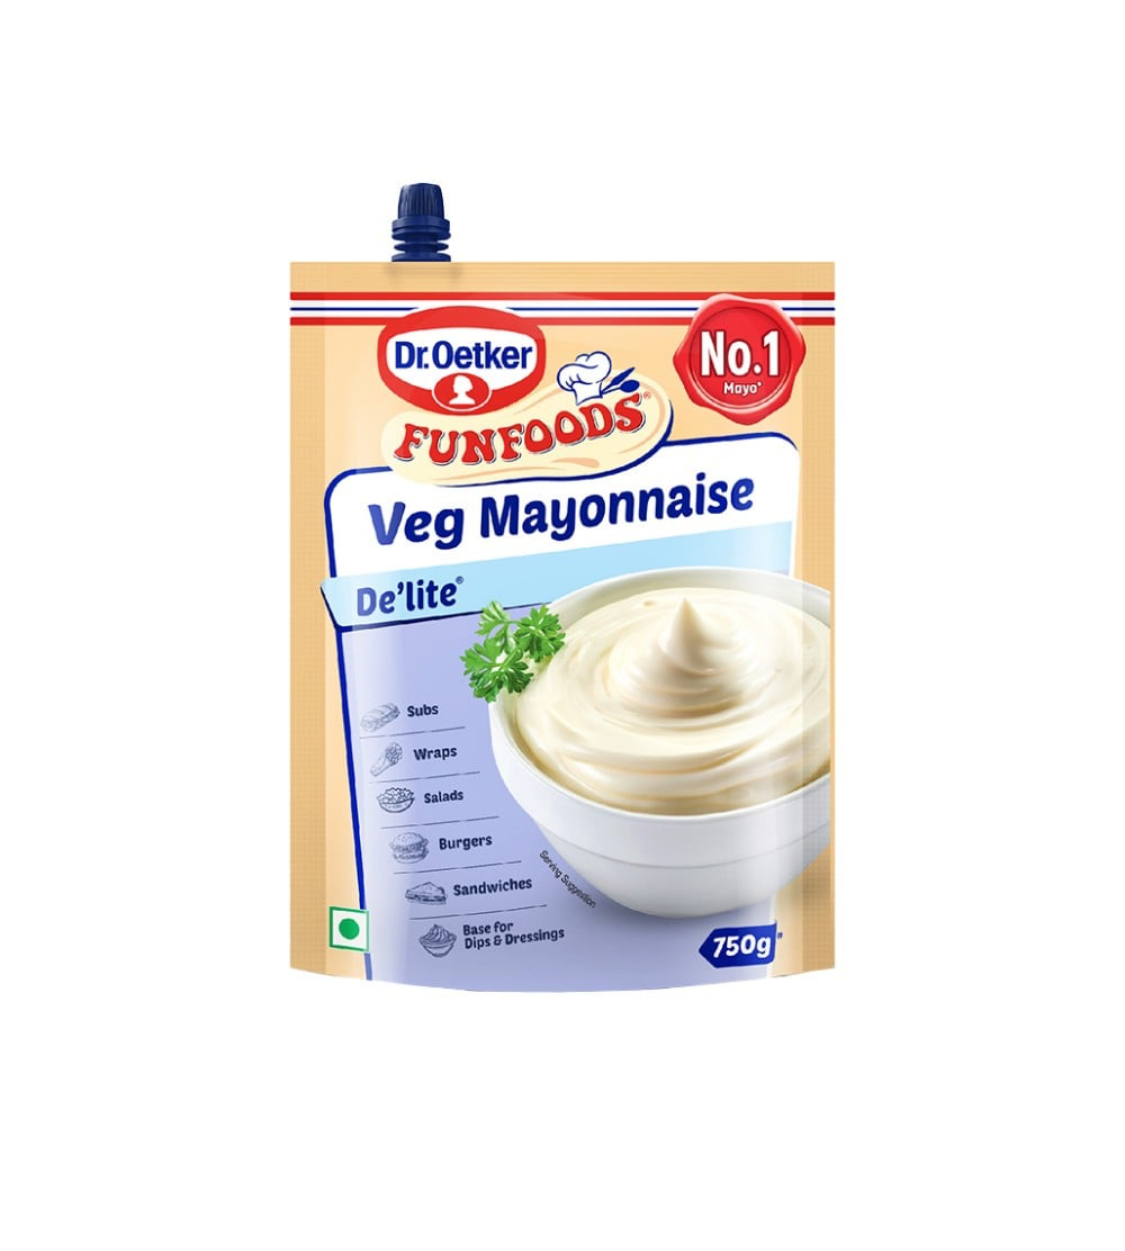 Dr.Oetker
No.1
Mayo*
FUNFOODS®
Veg Mayonnaise
De'lite®
Subs
Wraps
Salads
Burgers
Sandwiches
Base for
Dips & Dressings
Serving Suggestion
750g